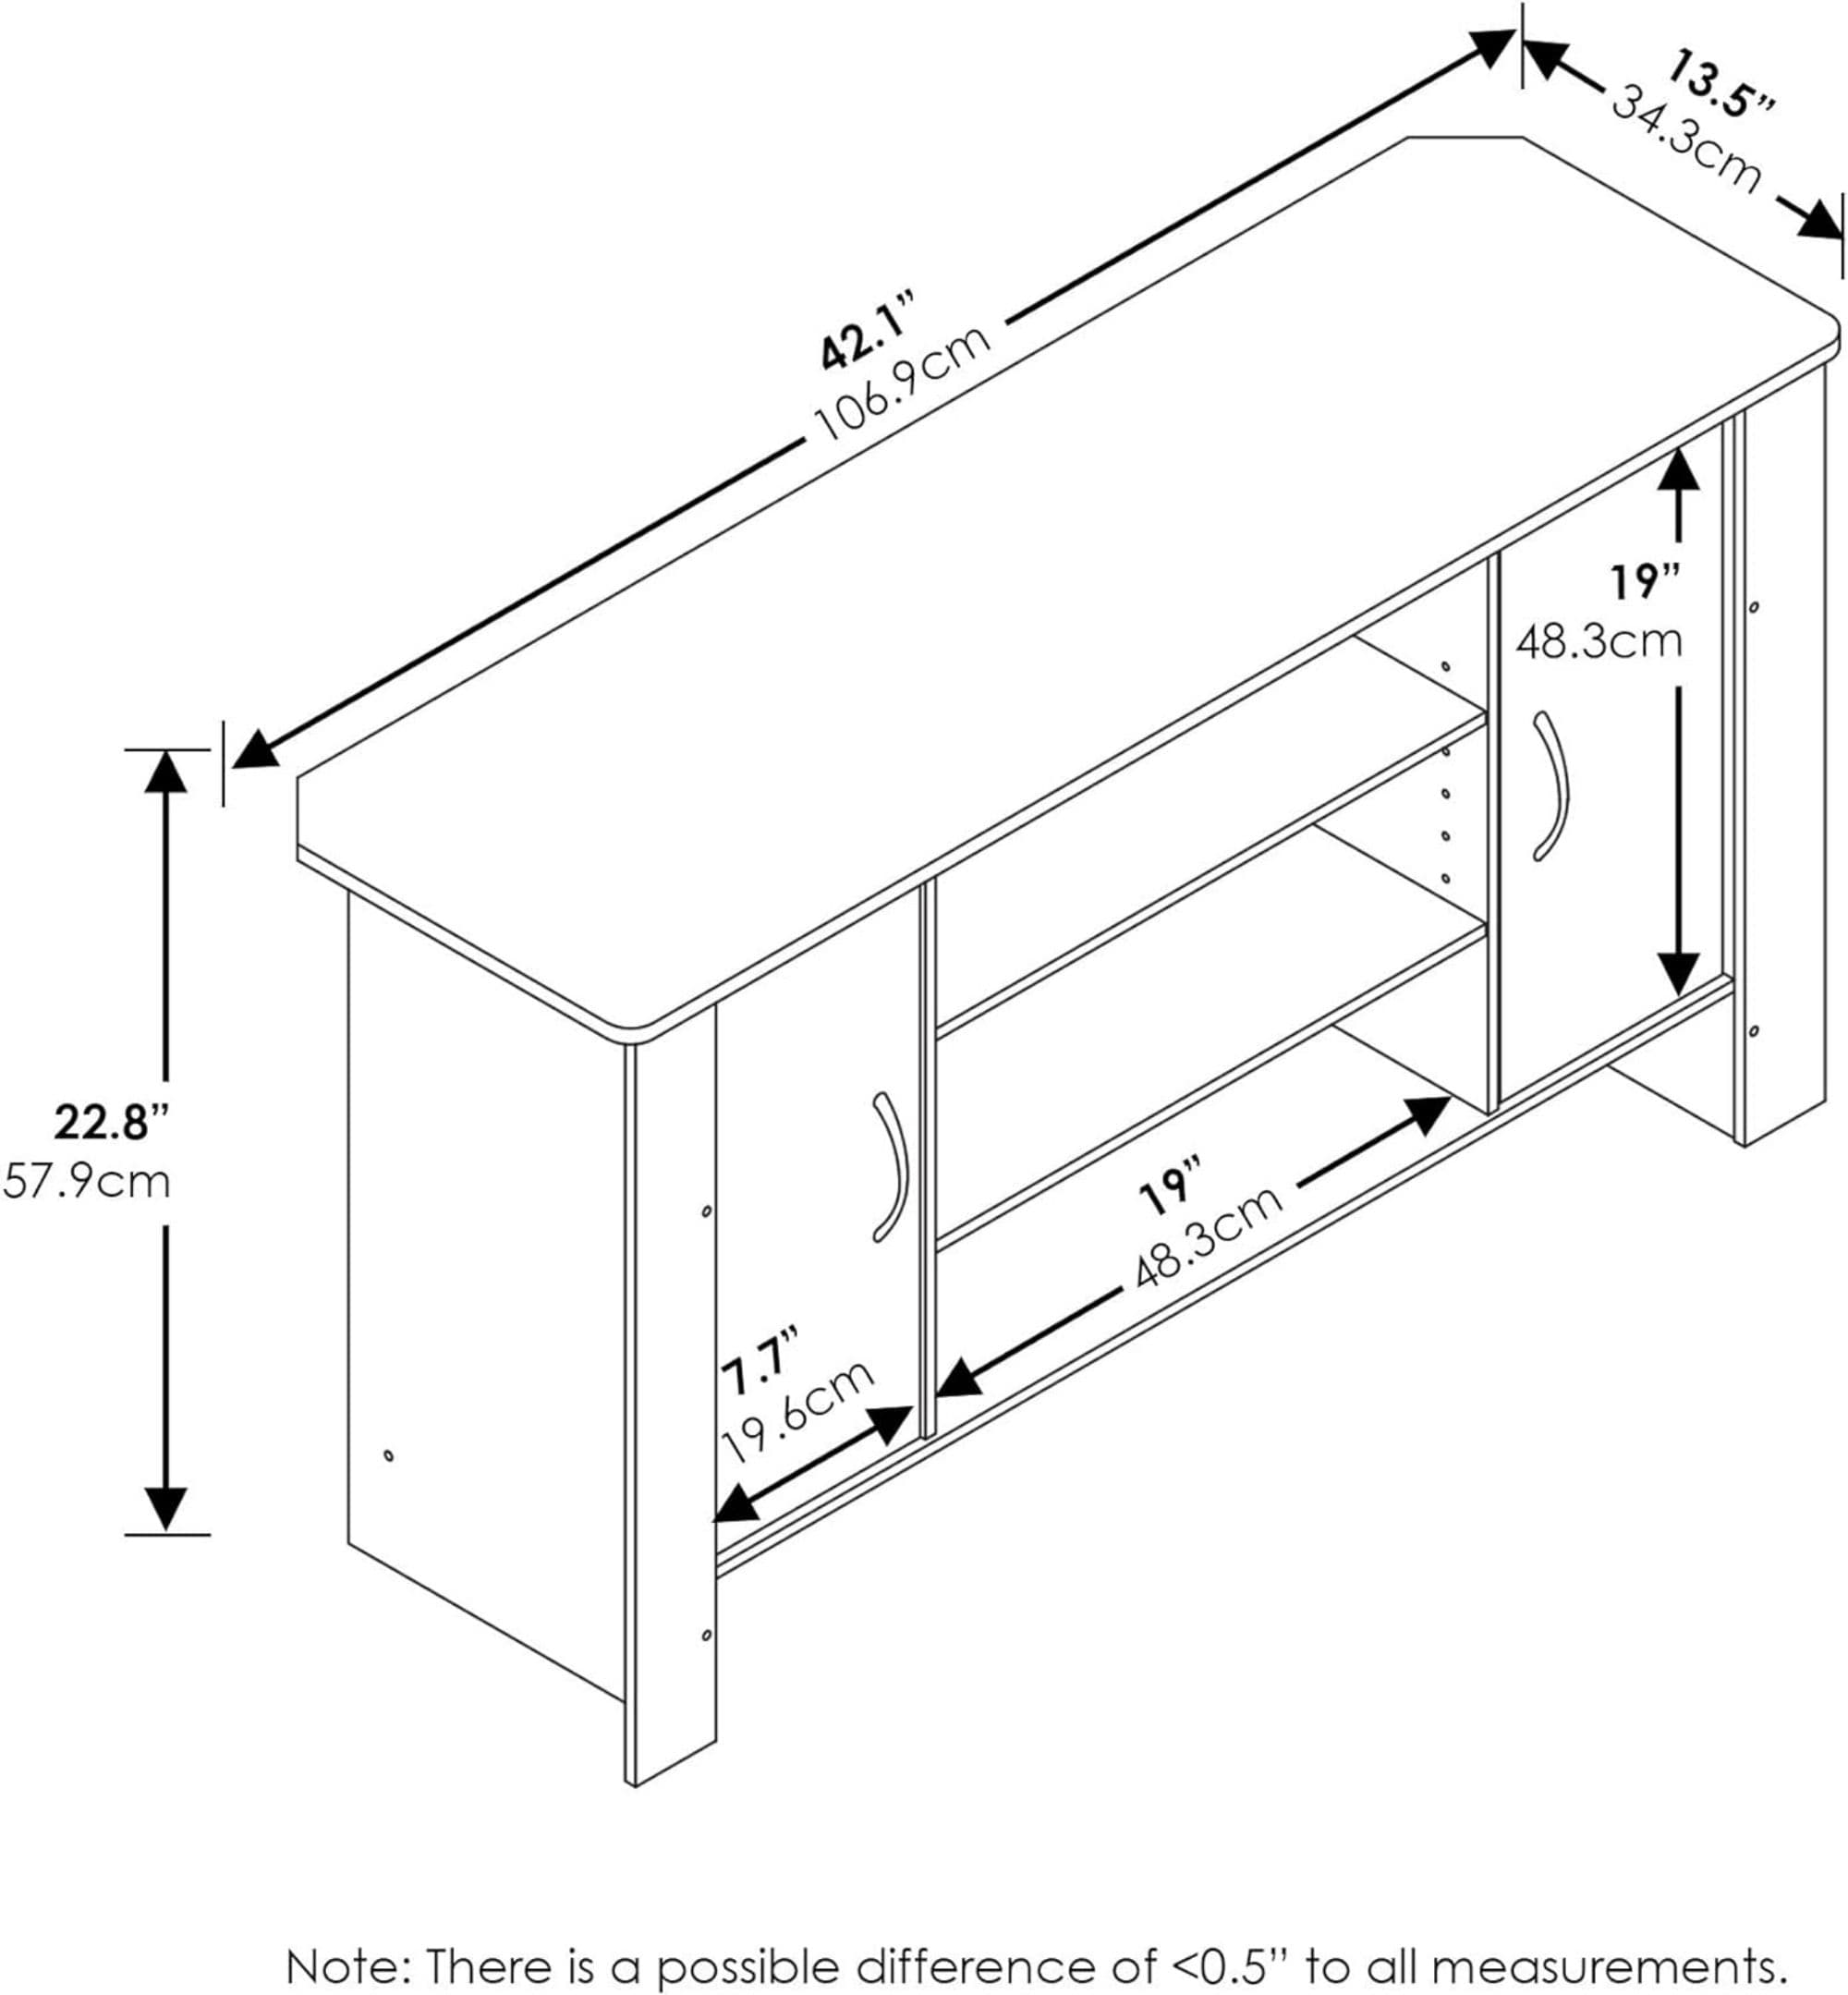 13.5”
34.3cm
42.1”
106.9cm
19”
48.3cm
22.8”
57.9cm
19”
48.3cm
7.7”
19.6cm
Note: There is a possible difference of <0.5” to all measurements.